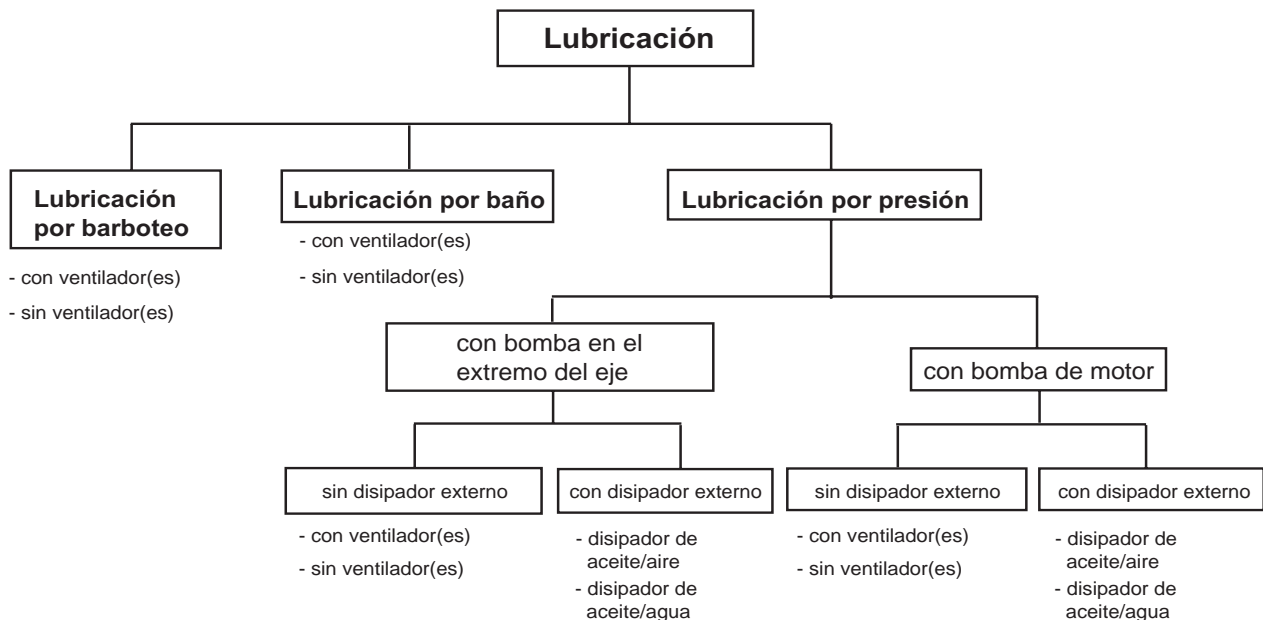 Lubricación
Lubricación
por barboteo
- con ventilador(es)
- sin ventilador(es)
Lubricación por baño
- con ventilador(es)
- sin ventilador(es)
Lubricación por presión
con bomba en el
extremo del eje
sin disipador externo
- con ventilador(es)
- sin ventilador(es)
con disipador externo
- disipador de
aceite/aire
- disipador de
aceite/agua
con bomba de motor
sin disipador externo
- con ventilador(es)
- sin ventilador(es)
con disipador externo
- disipador de
aceite/aire
- disipador de
aceite/agua